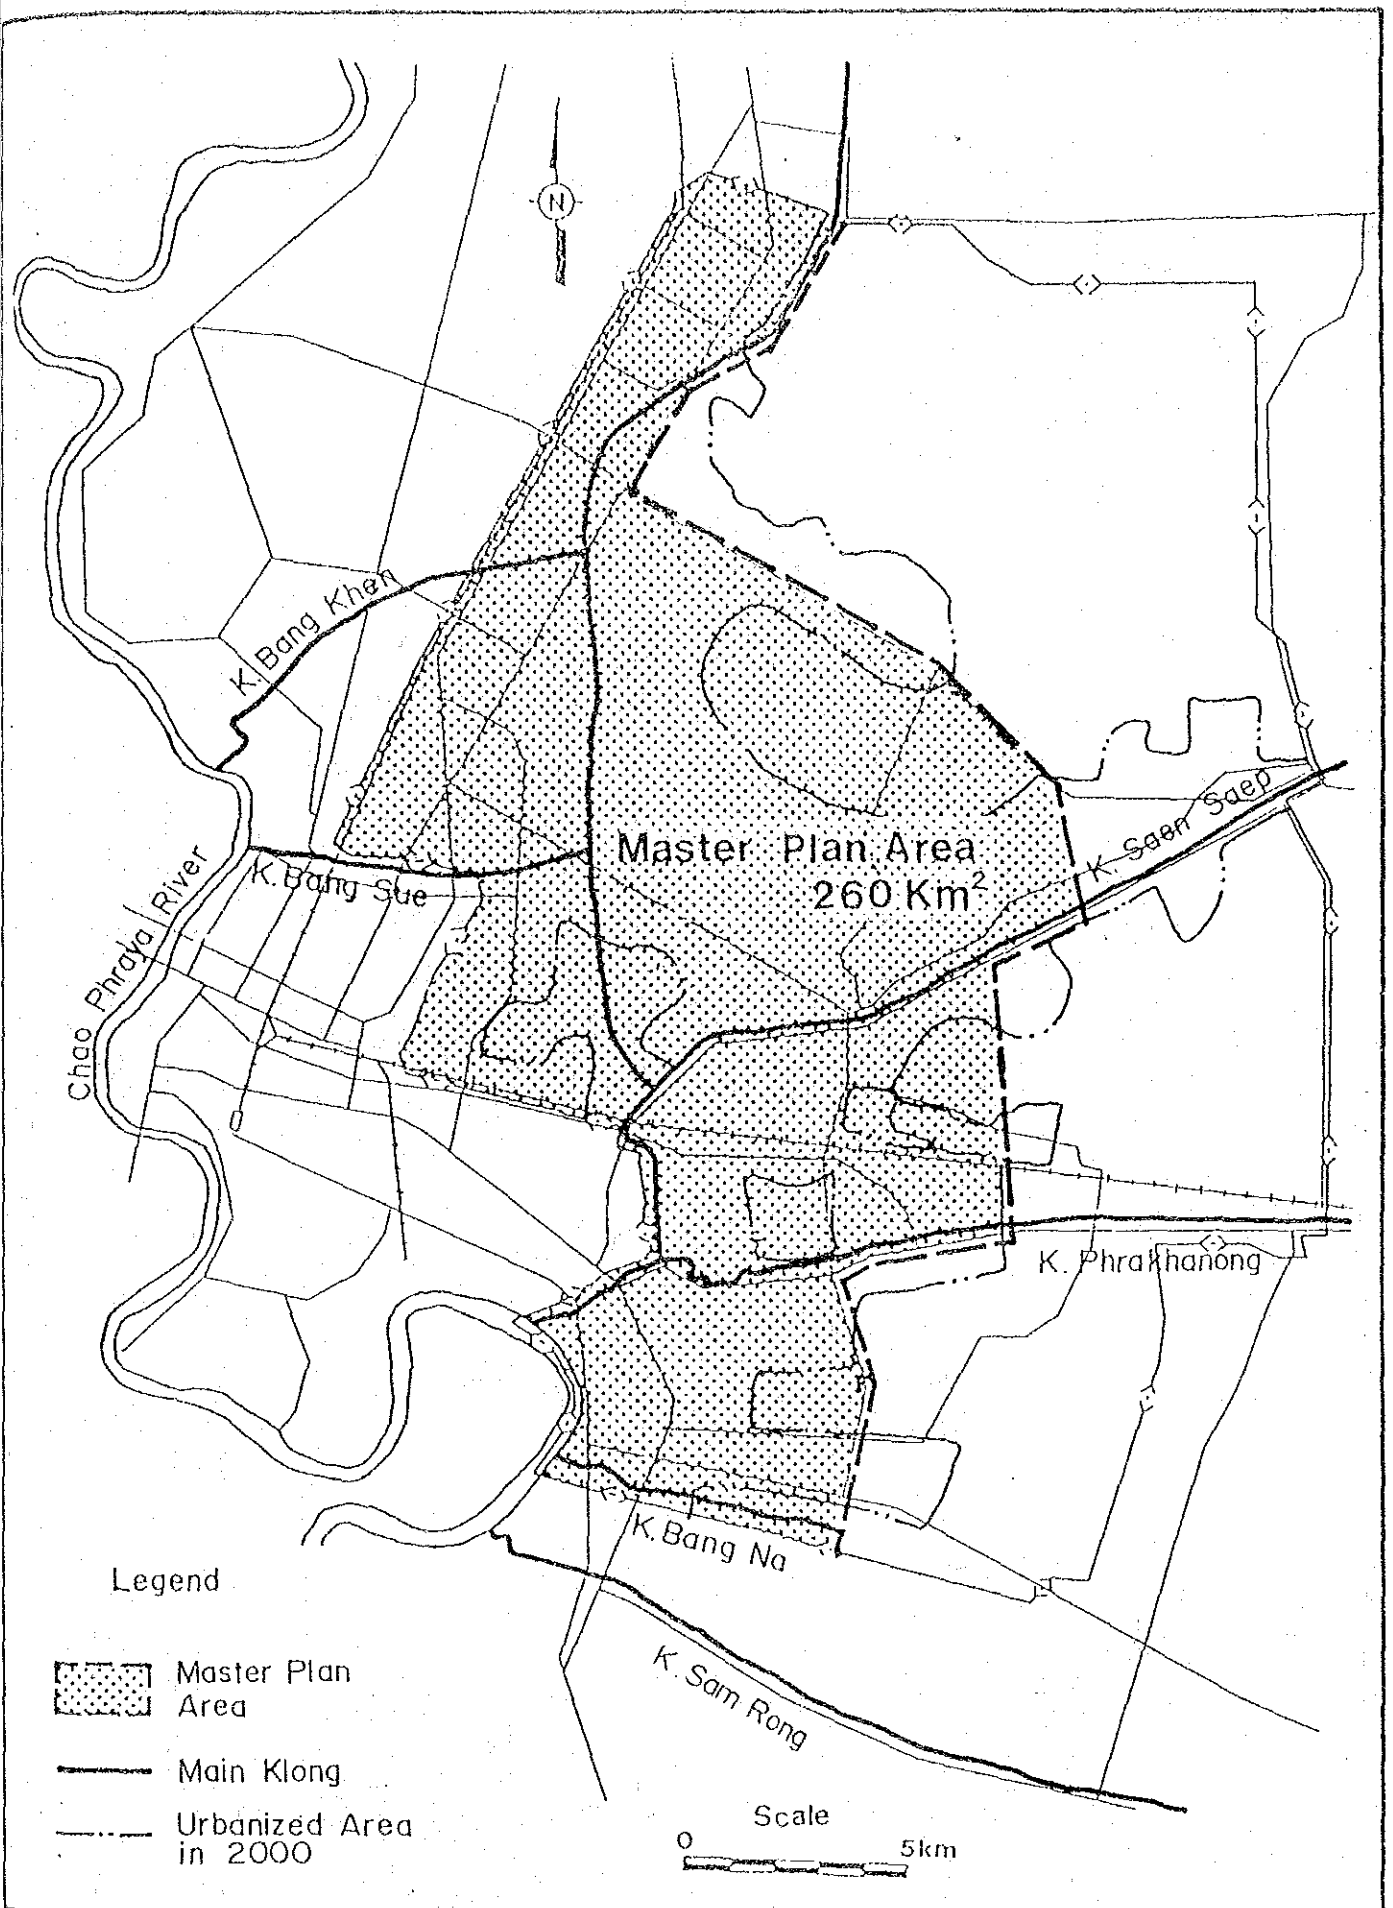 N
K. Bang Khen
Master Plan Area
260 Km²
K. Saen Saep
K. Bang Sue
Chao Phraya River
K. Phrakhanong
K. Bang Na
K. Sam Rong
Legend
Master Plan
Area
Main Klong
Urbanized Area
in 2000
Scale
0 5km